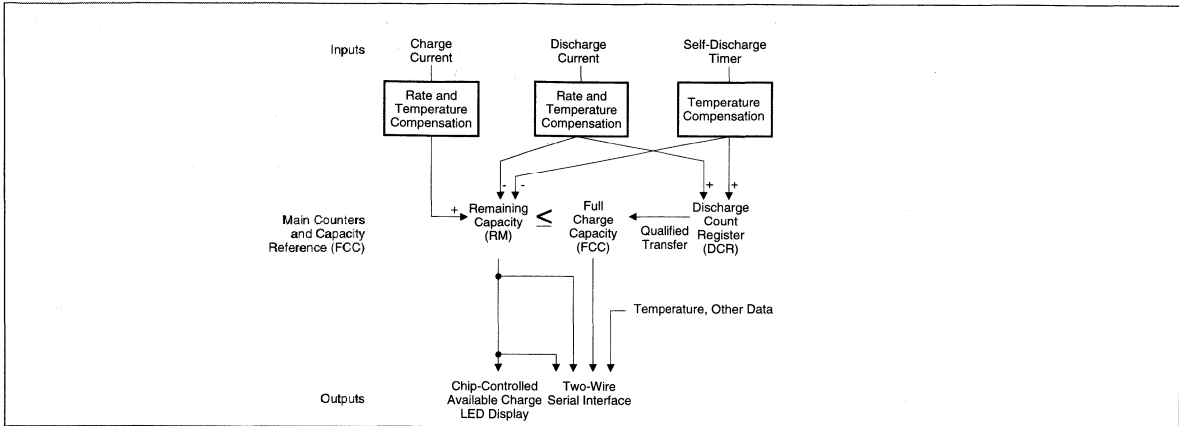 Inputs
Charge
Current
Discharge
Current
Self-Discharge
Timer
Rate and
Temperature
Compensation
Rate and
Temperature
Compensation
Temperature
Compensation
- -
+ +
Main Counters
and Capacity
Reference (FCC)
+
Remaining
Capacity
(RM)
≤
Full
Charge
Capacity
(FCC)
Qualified
Transfer
Discharge
Count
Register
(DCR)
Temperature, Other Data
Outputs
Chip-Controlled
Available Charge
LED Display
Two-Wire
Serial Interface